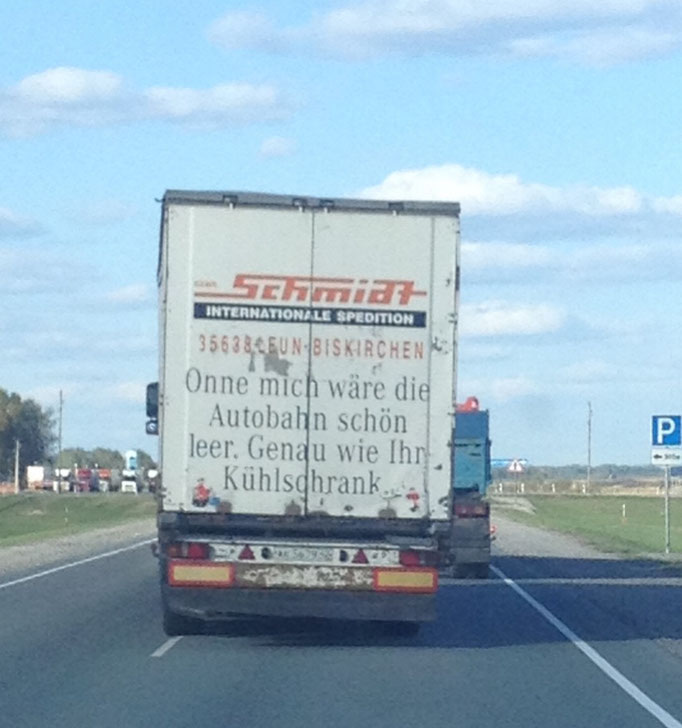 Schmidt
INTERNATIONALE SPEDITION
35638 LEUN-BISKIRCHEN
Onne mich wäre die
Autobahn schön
leer. Genau wie Ihr
Kühlschrank
P